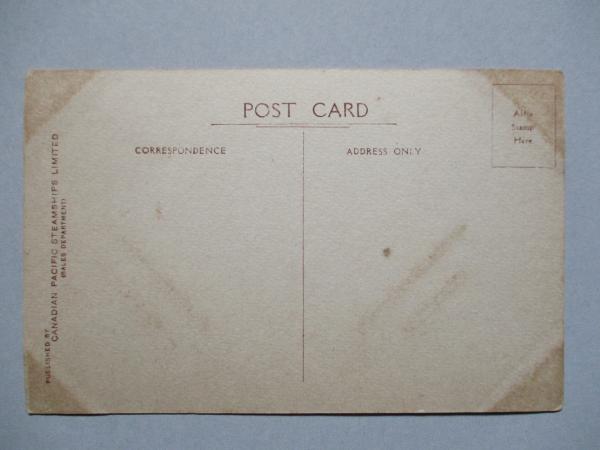 POST CARD
CORRESPONDENCE
ADDRESS ONLY
Affix
Stamp
Here
PUBLISHED BY
CANADIAN PACIFIC STEAMSHIPS LIMITED
(SALES DEPARTMENT)